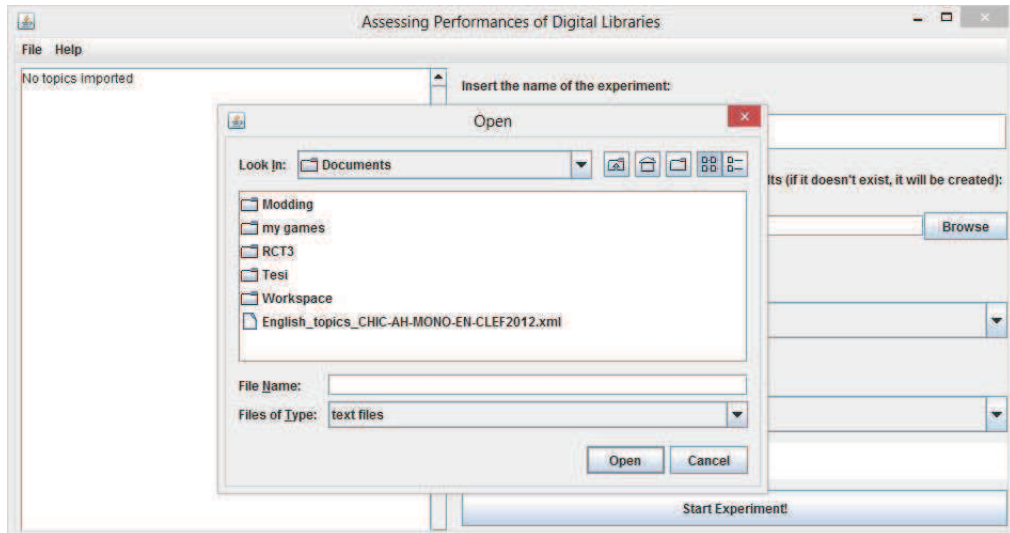 Assessing Performances of Digital Libraries
File Help
No topics imported
Insert the name of the experiment:
Open
Look In: Documents
Modding
my games
RCT3
Tesi
Workspace
English_topics_CHIC-AH-MONO-EN-CLEF2012.xml
File Name:
Files of Type: text files
Open Cancel
lts (if it doesn't exist, it will be created):
Browse
Start Experiment!